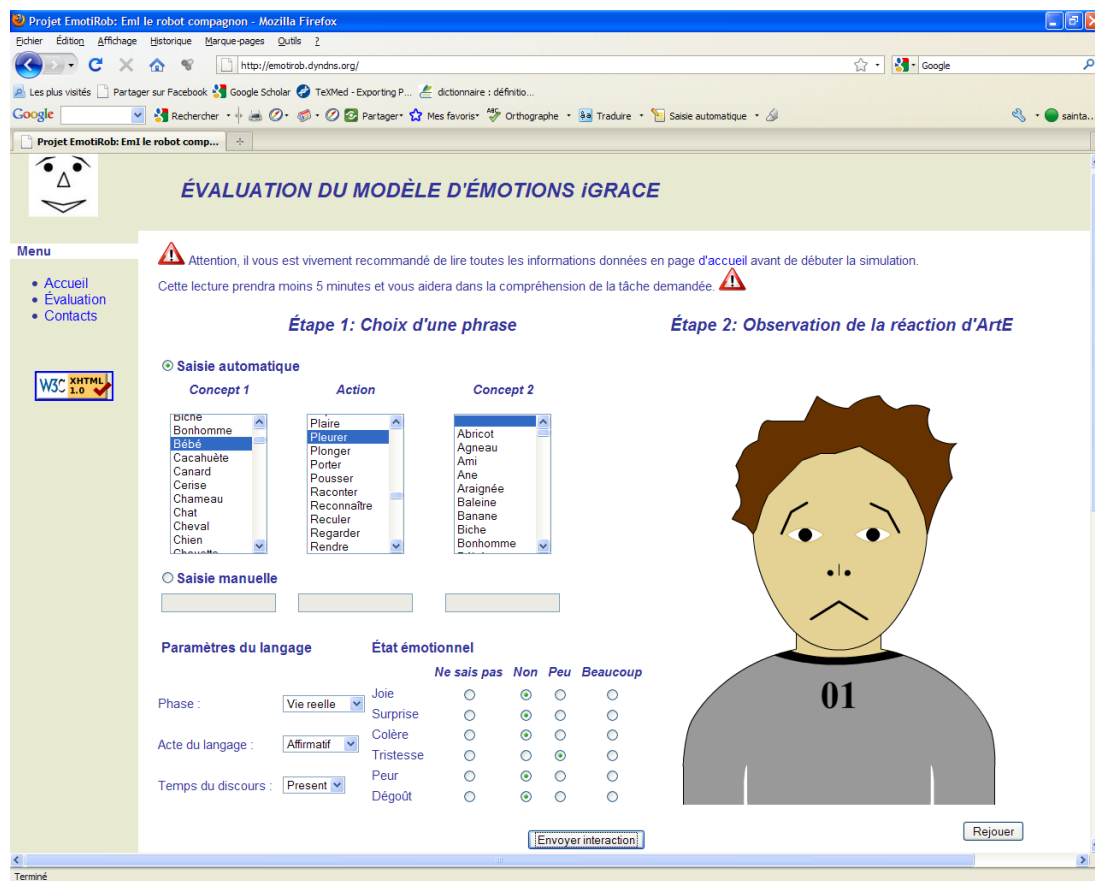 Projet EmotiRob: EmI le robot compagnon - Mozilla Firefox
Fichier Édition Affichage Historique Marque-pages Outils ?
http://emotirob.dyndns.org/
Google
Les plus visités Partager sur Facebook Google Scholar TeXMed - Exporting P... dictionnaire : définitio...
Google Rechercher Partager Mes favoris Orthographe Traduire Saisie automatique sainta...
Projet EmotiRob: EmI le robot comp...
ÉVALUATION DU MODÈLE D'ÉMOTIONS iGRACE
Menu
Accueil
Évaluation
Contacts
W3C XHTML 1.0
Attention, il vous est vivement recommandé de lire toutes les informations données en page d'accueil avant de débuter la simulation.
Cette lecture prendra moins 5 minutes et vous aidera dans la compréhension de la tâche demandée.
Étape 1: Choix d'une phrase
Étape 2: Observation de la réaction d'ArtE
Saisie automatique
Concept 1 Action Concept 2
Biche
Bonhomme
Bébé
Cacahuète
Canard
Cerise
Chameau
Chat
Cheval
Chien
Chouette
Plaire
Pleurer
Plonger
Porter
Pousser
Raconter
Reconnaître
Reculer
Regarder
Rendre
Abricot
Agneau
Ami
Ane
Araignée
Baleine
Banane
Biche
Bonhomme
Saisie manuelle
Paramètres du langage
Phase : Vie reelle
Acte du langage : Affirmatif
Temps du discours : Present
État émotionnel
Ne sais pas Non Peu Beaucoup
Joie
Surprise
Colère
Tristesse
Peur
Dégoût
01
Envoyer interaction
Rejouer
Terminé